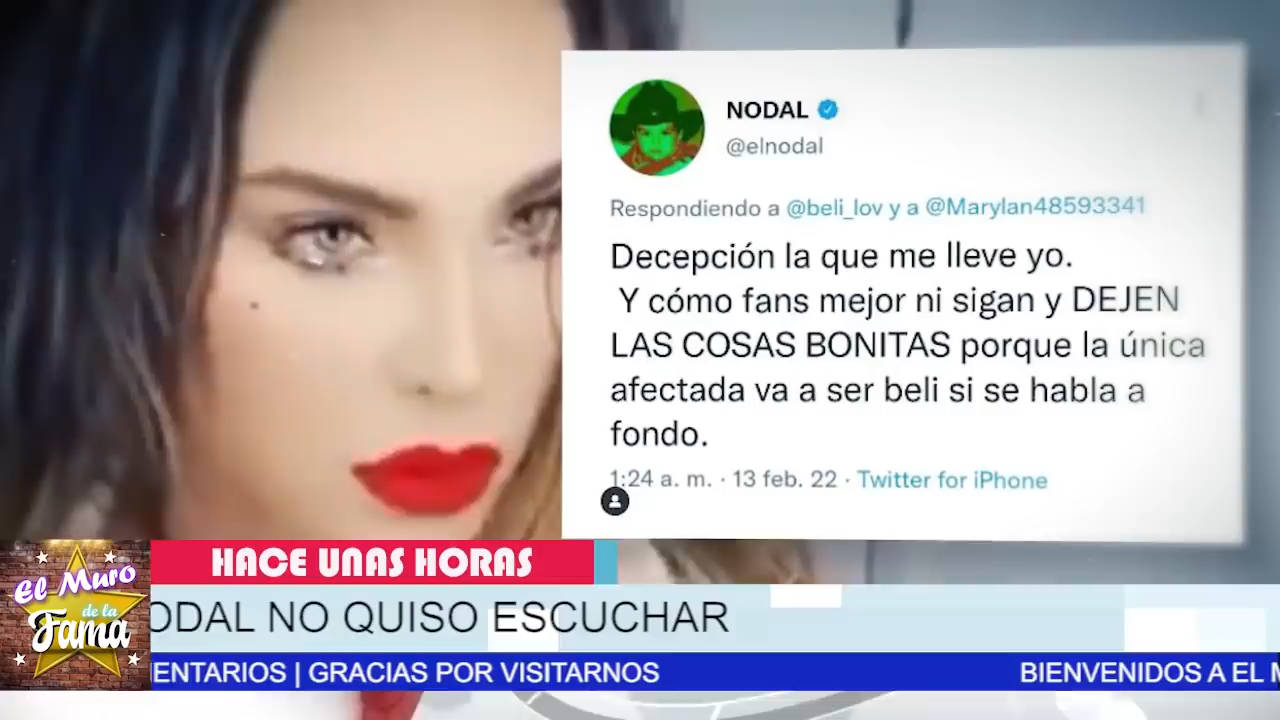 NODAL
@elnodal
Respondiendo a @beli_lov y a @Marylan48593341
Decepción la que me lleve yo.
Y cómo fans mejor ni sigan y DEJEN
LAS COSAS BONITAS porque la única
afectada va a ser beli si se habla a
fondo.
1:24 a. m. · 13 feb. 22 · Twitter for iPhone
HACE UNAS HORAS
El Muro
de la
Fama
ODAL NO QUISO ESCUCHAR
ENTARIOS | GRACIAS POR VISITARNOS
BIENVENIDOS A EL M